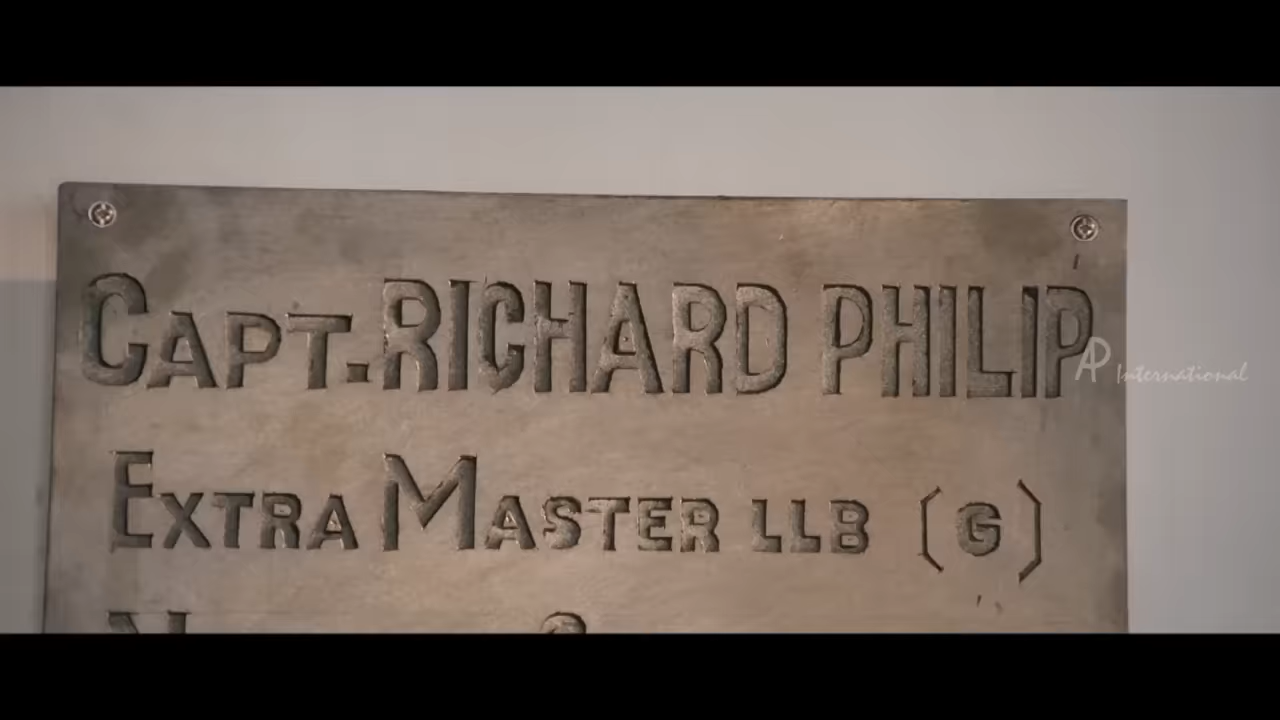 CAPT.RICHARD PHILIP
AP International
EXTRA MASTER LLB (G)